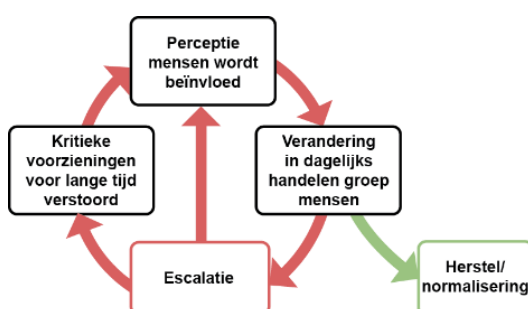 Perceptie
mensen wordt
beïnvloed
Kritieke
voorzieningen
voor lange tijd
verstoord
Verandering
in dagelijks
handelen groep
mensen
Escalatie
Herstel/
normalisering